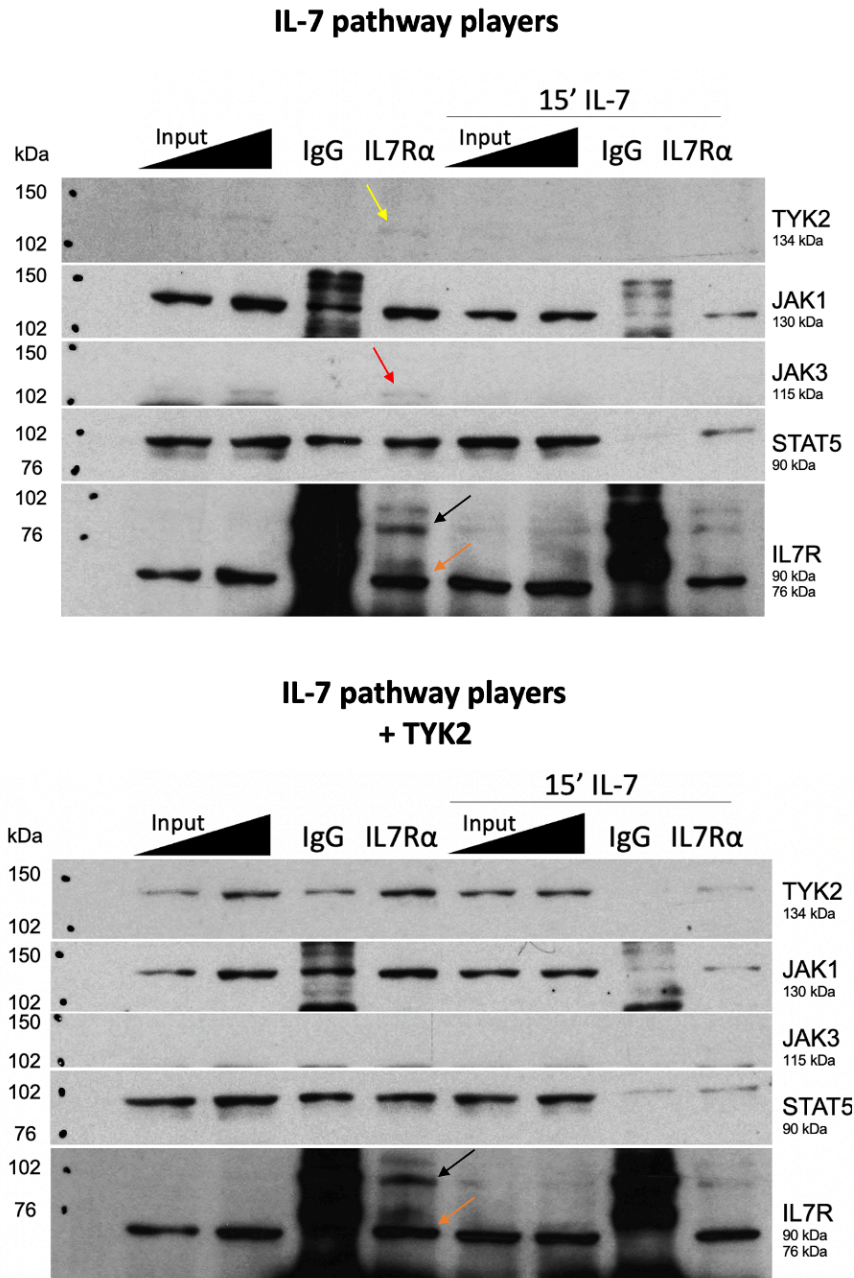 IL-7 pathway players
15’ IL-7
Input IgG IL7Rα Input IgG IL7Rα
kDa
150
102
TYK2
134 kDa
150
102
JAK1
130 kDa
150
102
JAK3
115 kDa
102
76
STAT5
90 kDa
102
76
IL7R
90 kDa
76 kDa
IL-7 pathway players
+ TYK2
15’ IL-7
Input IgG IL7Rα Input IgG IL7Rα
kDa
150
102
TYK2
134 kDa
150
102
JAK1
130 kDa
150
102
JAK3
115 kDa
102
76
STAT5
90 kDa
102
76
IL7R
90 kDa
76 kDa